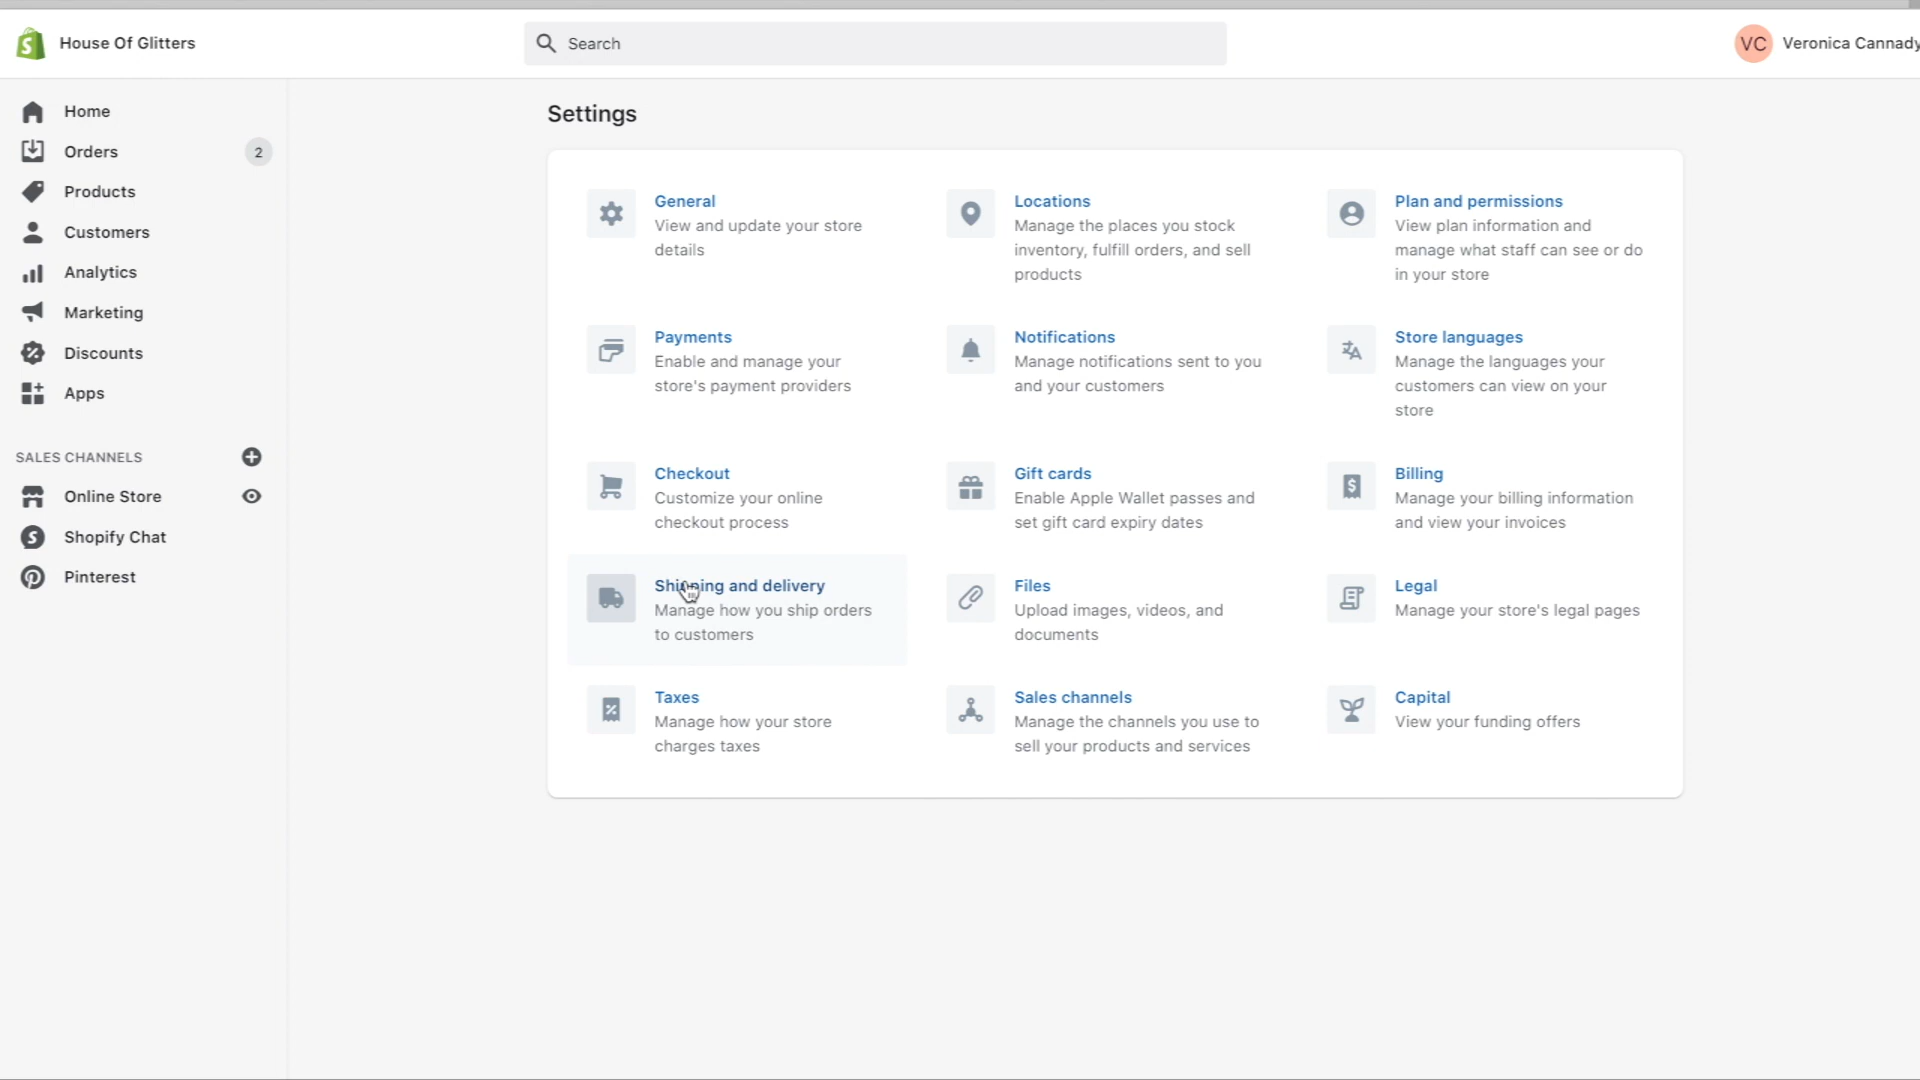 House Of Glitters
Search
VC
Veronica Cannady
Home
Orders
2
Products
Customers
Analytics
Marketing
Discounts
Apps
SALES CHANNELS
Online Store
Shopify Chat
Pinterest
Settings
General
View and update your store
details
Locations
Manage the places you stock
inventory, fulfill orders, and sell
products
Plan and permissions
View plan information and
manage what staff can see or do
in your store
Payments
Enable and manage your
store's payment providers
Notifications
Manage notifications sent to you
and your customers
Store languages
Manage the languages your
customers can view on your
store
Checkout
Customize your online
checkout process
Gift cards
Enable Apple Wallet passes and
set gift card expiry dates
Billing
Manage your billing information
and view your invoices
Shipping and delivery
Manage how you ship orders
to customers
Files
Upload images, videos, and
documents
Legal
Manage your store's legal pages
Taxes
Manage how your store
charges taxes
Sales channels
Manage the channels you use to
sell your products and services
Capital
View your funding offers